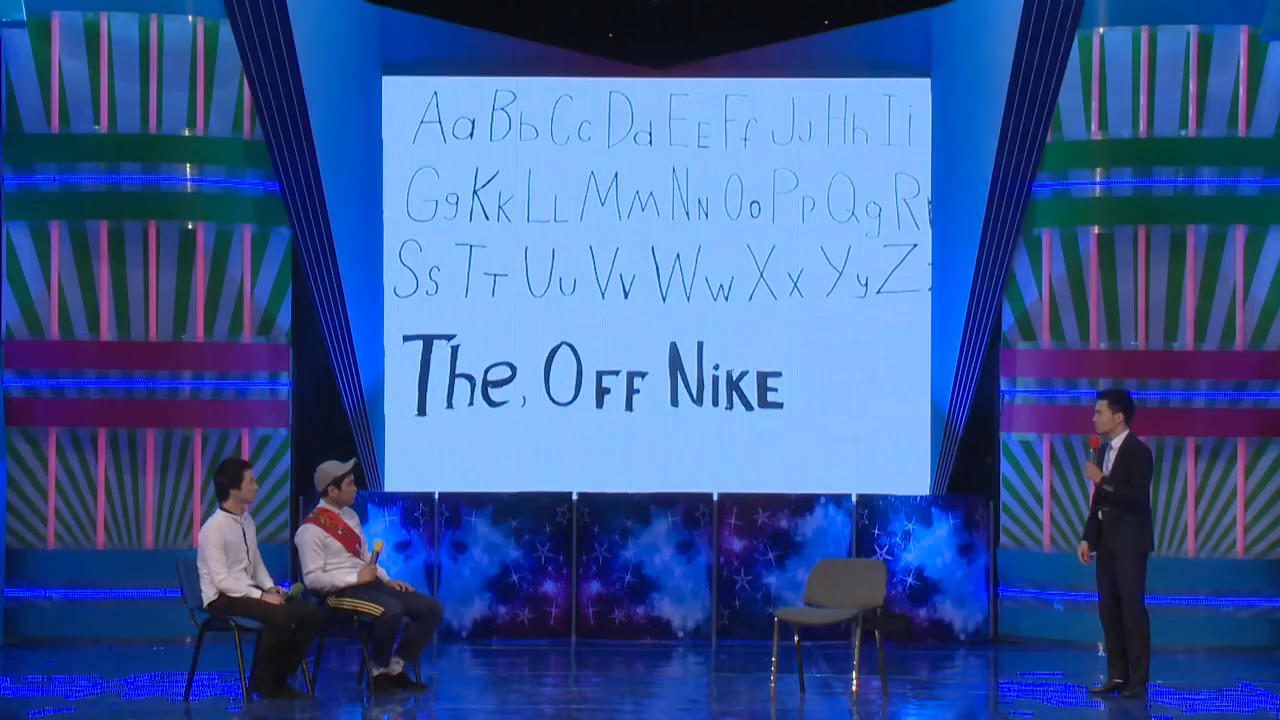 Aa Bb Cc Dd Ee Ff Jj Hh Ii
Gg Kk Ll Mm Nn Oo Pp Qq R
Ss Tt Uu Vv Ww Xx Yy Z
The, Off Nike